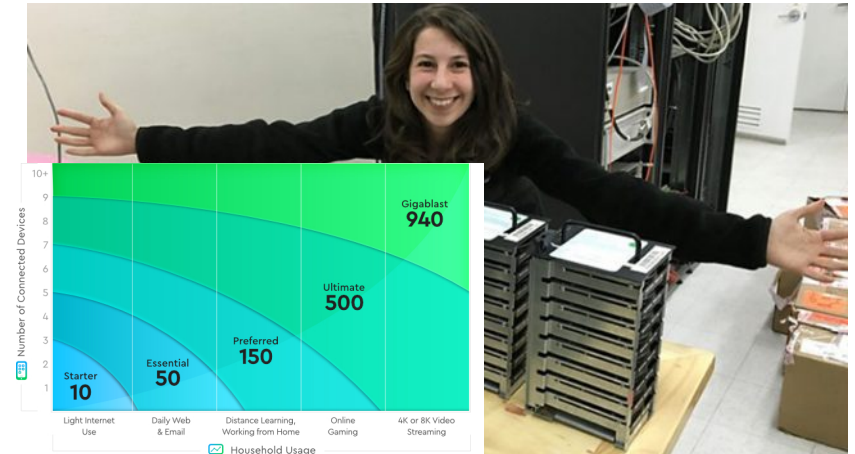 10+
9
8
7
6
5
4
3
2
1
Number of Connected Devices
Gigablast
940
Ultimate
500
Preferred
150
Essential
50
Starter
10
Light Internet
Use
Daily Web
& Email
Distance Learning,
Working from Home
Online
Gaming
4K or 8K Video
Streaming
Household Usage